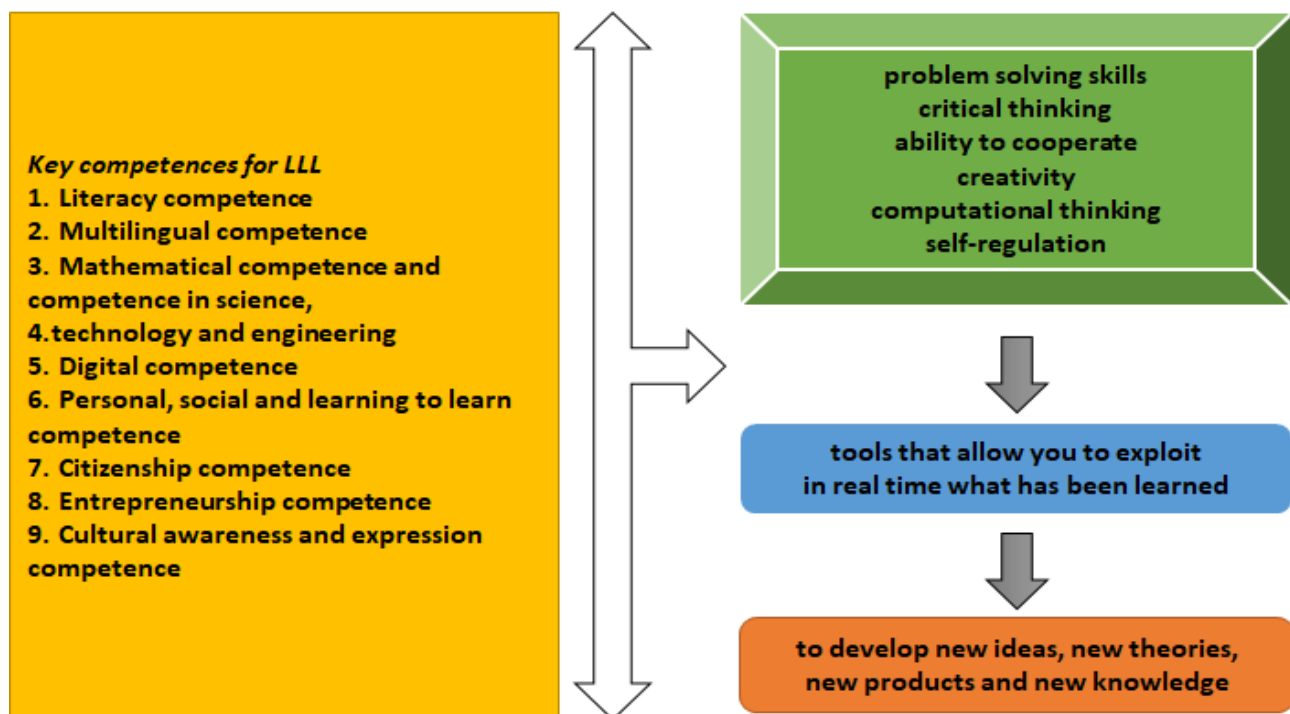 Key competences for LLL
1. Literacy competence
2. Multilingual competence
3. Mathematical competence and
competence in science,
4.technology and engineering
5. Digital competence
6. Personal, social and learning to learn
competence
7. Citizenship competence
8. Entrepreneurship competence
9. Cultural awareness and expression
competence
problem solving skills
critical thinking
ability to cooperate
creativity
computational thinking
self-regulation
tools that allow you to exploit
in real time what has been learned
to develop new ideas, new theories,
new products and new knowledge